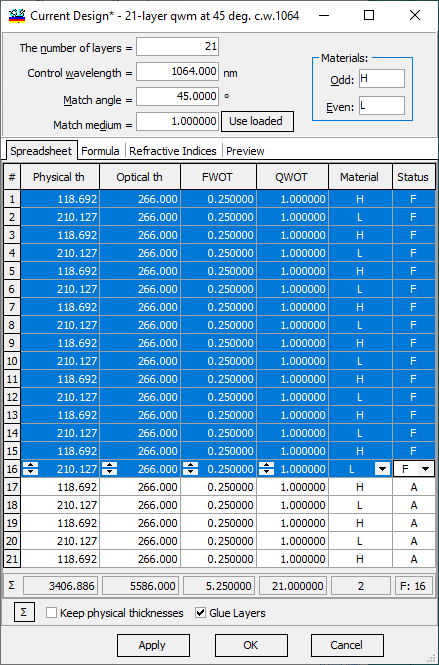 Current Design* - 21-layer qwm at 45 deg. c.w.1064
The number of layers = 21
Control wavelength = 1064.000 nm
Match angle = 45.0000 °
Match medium = 1.000000 Use loaded
Materials:
Odd: H
Even: L
Spreadsheet Formula Refractive Indices Preview
# Physical th Optical th FWOT QWOT Material Status
1 118.692 266.000 0.250000 1.000000 H F
2 210.127 266.000 0.250000 1.000000 L F
3 118.692 266.000 0.250000 1.000000 H F
4 210.127 266.000 0.250000 1.000000 L F
5 118.692 266.000 0.250000 1.000000 H F
6 210.127 266.000 0.250000 1.000000 L F
7 118.692 266.000 0.250000 1.000000 H F
8 210.127 266.000 0.250000 1.000000 L F
9 118.692 266.000 0.250000 1.000000 H F
10 210.127 266.000 0.250000 1.000000 L F
11 118.692 266.000 0.250000 1.000000 H F
12 210.127 266.000 0.250000 1.000000 L F
13 118.692 266.000 0.250000 1.000000 H F
14 210.127 266.000 0.250000 1.000000 L F
15 118.692 266.000 0.250000 1.000000 H F
16 210.127 266.000 0.250000 1.000000 L F
17 118.692 266.000 0.250000 1.000000 H A
18 210.127 266.000 0.250000 1.000000 L A
19 118.692 266.000 0.250000 1.000000 H A
20 210.127 266.000 0.250000 1.000000 L A
21 118.692 266.000 0.250000 1.000000 H A
Σ 3406.886 5586.000 5.250000 21.000000 2 F: 16
Σ Keep physical thicknesses Glue Layers
Apply OK Cancel